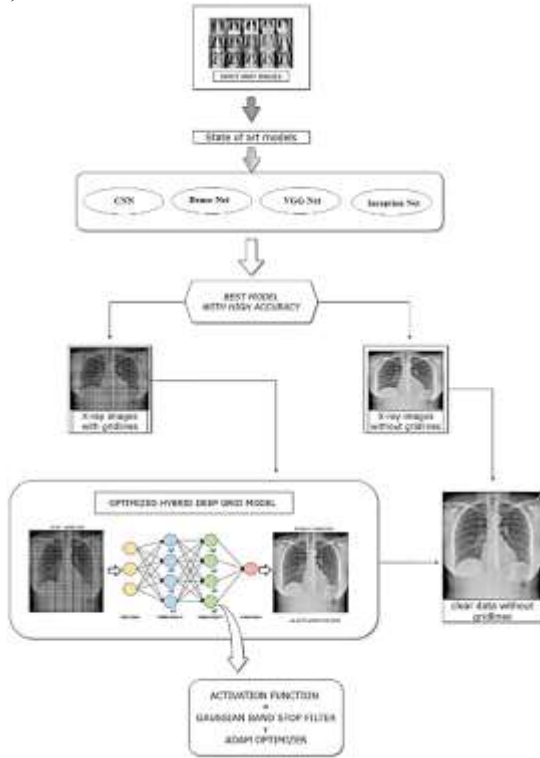 State of art models
CNN
Dense Net
VGG Net
Inception Net
BEST MODEL
WITH HIGH ACCURACY
X-ray images
with gridlines
X-ray images
without gridlines
OPTIMIZED HYBRID DEEP GRID MODEL
clear data without
gridlines
ACTIVATION FUNCTION
+
GAUSSIAN BAND STOP FILTER
+
ADAM OPTIMIZER